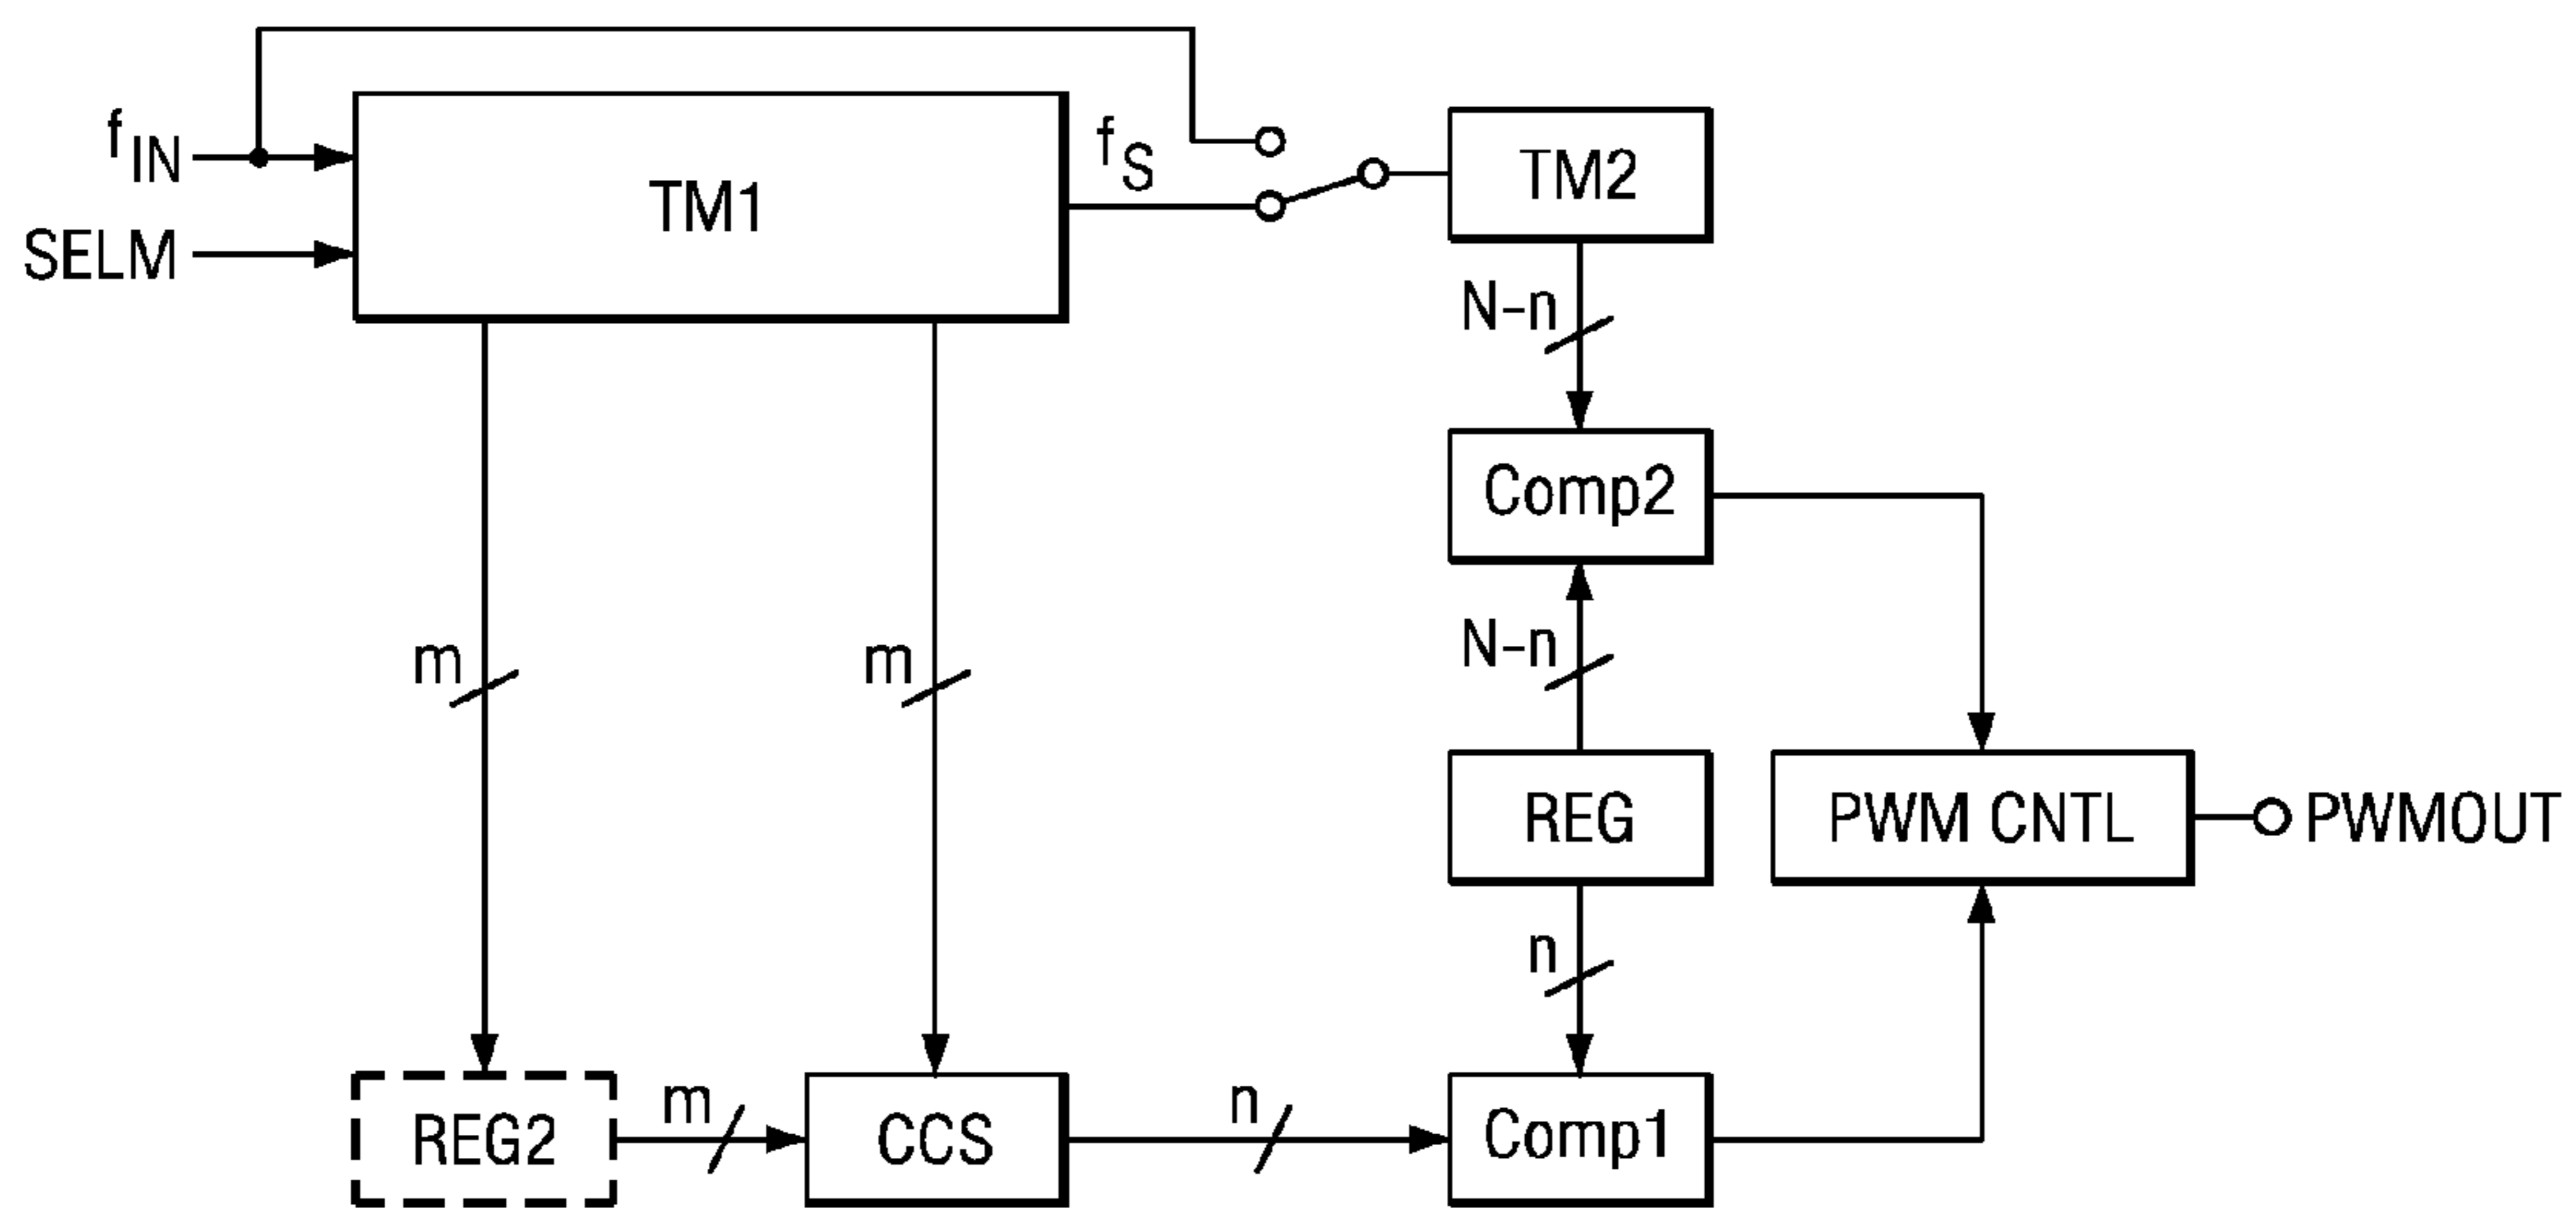 fIN
SELM
TM1
fS
TM2
N-n
Comp2
m
m
N-n
REG
PWM CNTL
PWMOUT
n
REG2
m
CCS
n
Comp1